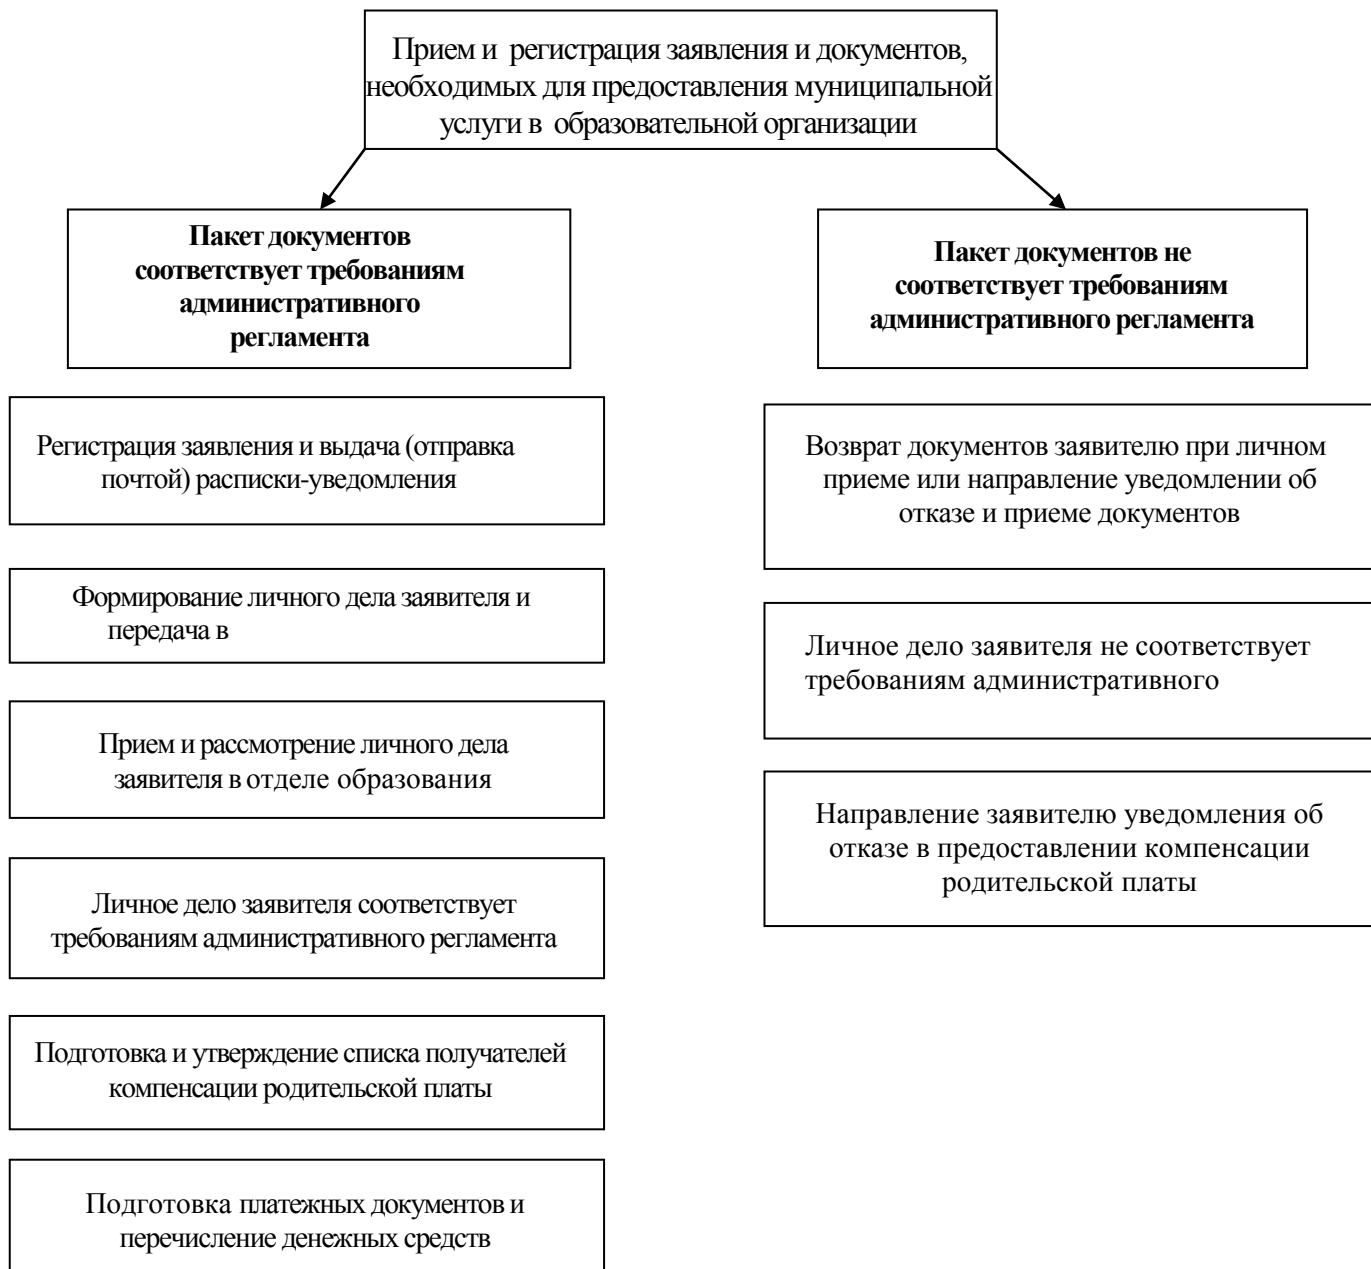 Прием и регистрация заявления и документов,
необходимых для предоставления муниципальной
услуги в образовательной организации
Пакет документов
соответствует требованиям
административного
регламента
Пакет документов не
соответствует требованиям
административного регламента
Регистрация заявления и выдача (отправка
почтой) расписки-уведомления
Возврат документов заявителю при личном
приеме или направление уведомлении об
отказе и приеме документов
Формирование личного дела заявителя и
передача в
Личное дело заявителя не соответствует
требованиям административного
Прием и рассмотрение личного дела
заявителя в отделе образования
Направление заявителю уведомления об
отказе в предоставлении компенсации
родительской платы
Личное дело заявителя соответствует
требованиям административного регламента
Подготовка и утверждение списка получателей
компенсации родительской платы
Подготовка платежных документов и
перечисление денежных средств